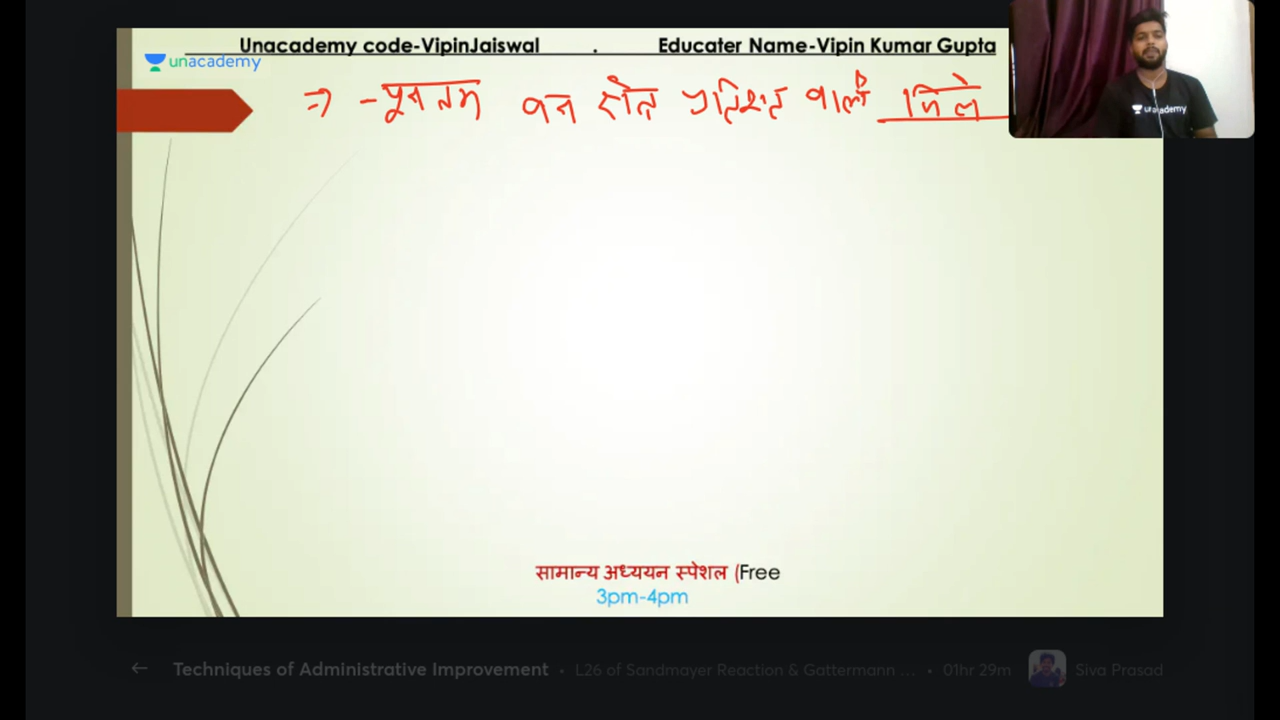 Unacademy code-VipinJaiswal . Educater Name-Vipin Kumar Gupta
unacademy
⇒ न्यूनतम वन क्षेत्र प्रतिशत वाले जिले
unacademy
सामान्य अध्ययन स्पेशल (Free
3pm-4pm
← Techniques of Administrative Improvement • L26 of Sandmayer Reaction & Gattermann ... • 01hr 29m Siva Prasad